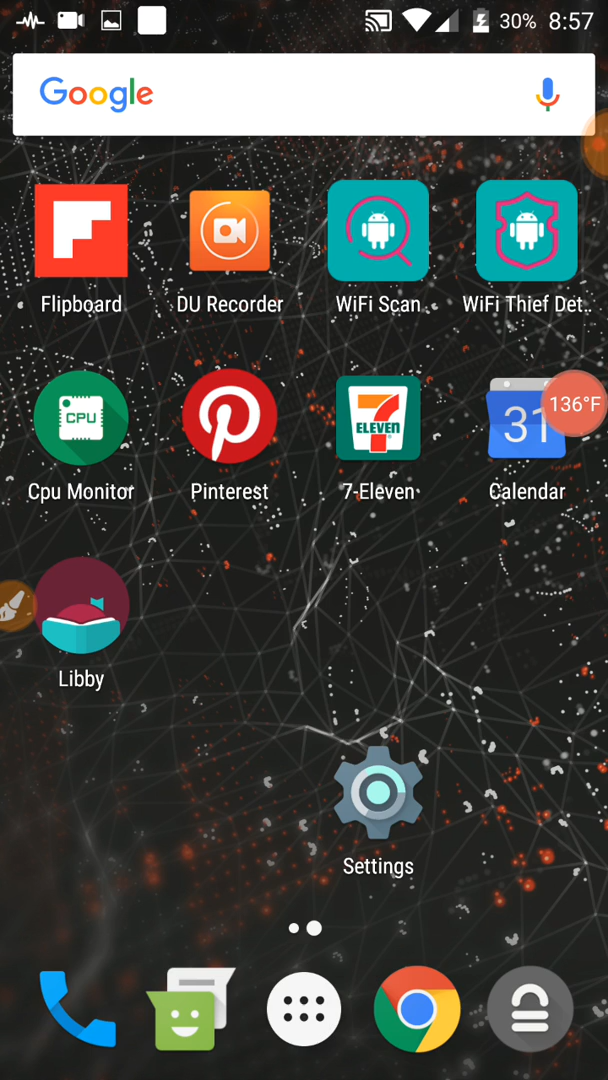 30% 8:57
Google
Flipboard DU Recorder WiFi Scan WiFi Thief Det..
CPU ELEVEN 31 136°F
Cpu Monitor Pinterest 7-Eleven Calendar
Libby
Settings